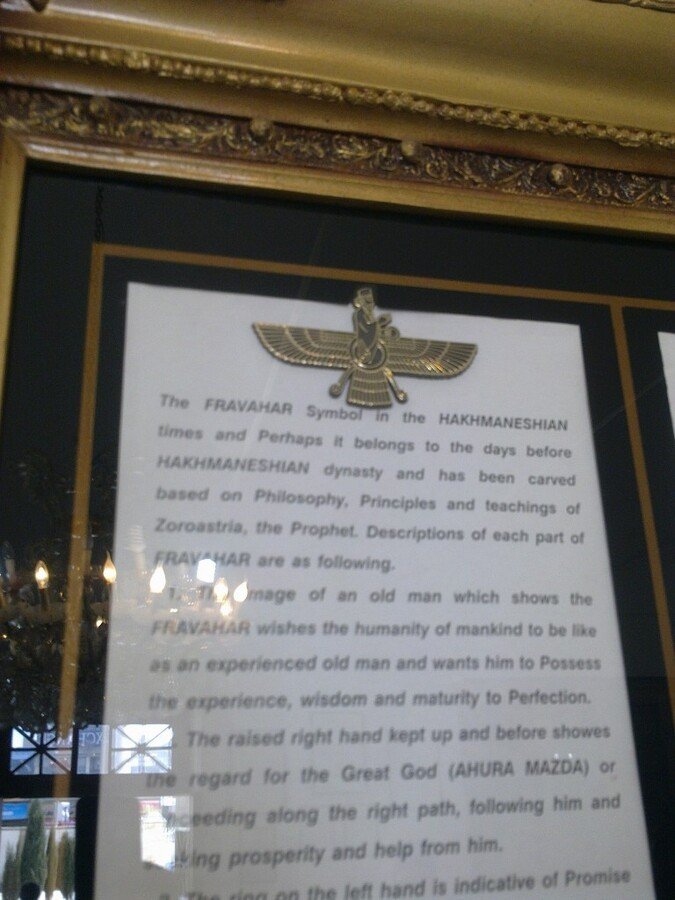 The FRAVAHAR Symbol in the HAKHMANESHIAN
times and Perhaps it belongs to the days before
HAKHMANESHIAN dynasty and has been carved
based on Philosophy, Principles and teachings of
Zoroastria, the Prophet. Descriptions of each part of
FRAVAHAR are as following.
1. The image of an old man which shows the
FRAVAHAR wishes the humanity of mankind to be like
as an experienced old man and wants him to Possess
the experience, wisdom and maturity to Perfection.
The raised right hand kept up and before showes
the regard for the Great God (AHURA MAZDA) or
along the right path, following him and
prosperity and help from him.
The ring on the left hand is indicative of Promise